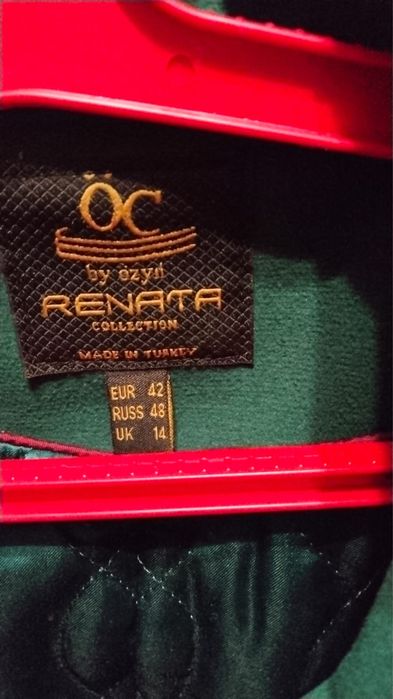 ÖC
by özyıl
RENATA
COLLECTION
MADE IN TURKEY
EUR 42
RUSS 48
UK 14